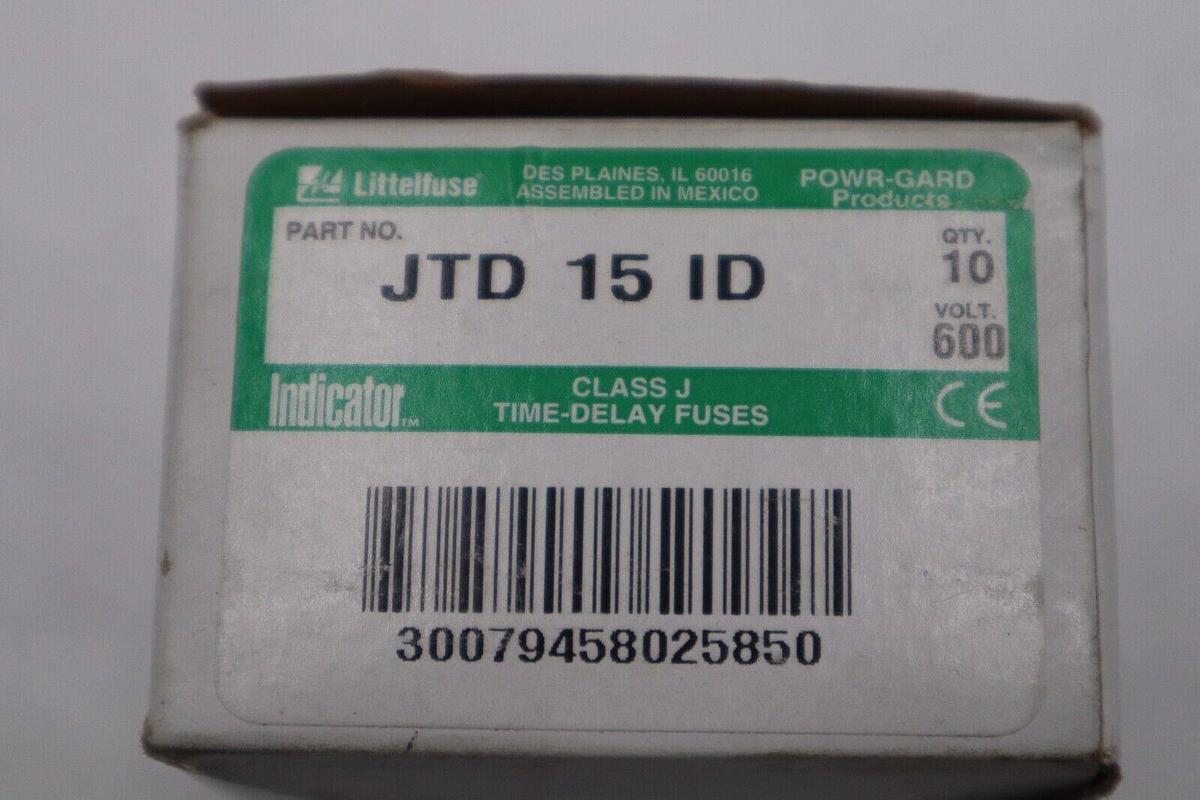 Littelfuse®
DES PLAINES, IL 60016
ASSEMBLED IN MEXICO
POWR-GARD
Products
PART NO.
JTD 15 ID
QTY.
10
VOLT.
600
Indicator™
CLASS J
TIME-DELAY FUSES
CE
30079458025850